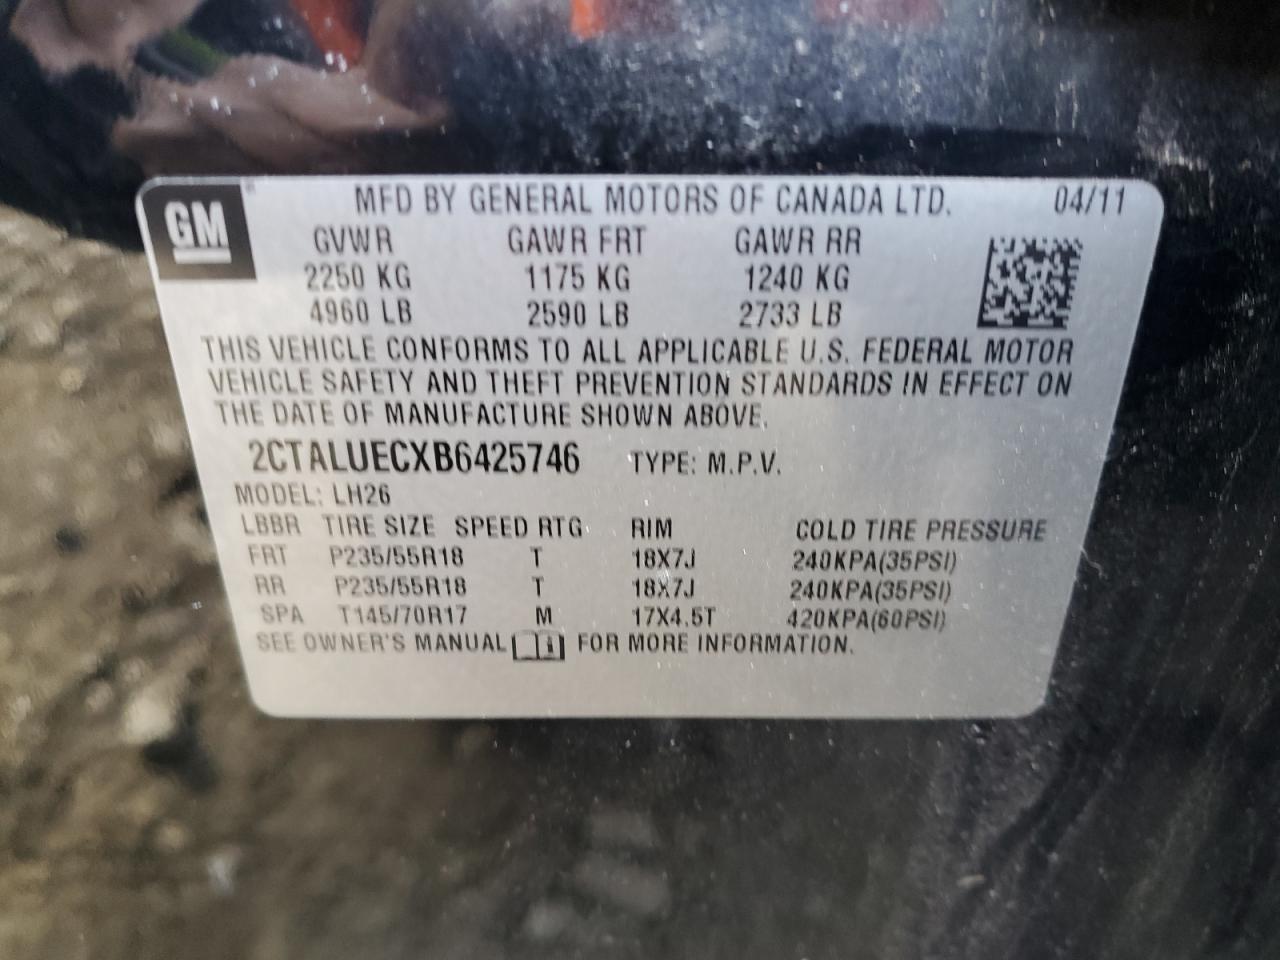 GM MFD BY GENERAL MOTORS OF CANADA LTD. 04/11
GVWR GAWR FRT GAWR RR
2250 KG 1175 KG 1240 KG
4960 LB 2590 LB 2733 LB
THIS VEHICLE CONFORMS TO ALL APPLICABLE U.S. FEDERAL MOTOR
VEHICLE SAFETY AND THEFT PREVENTION STANDARDS IN EFFECT ON
THE DATE OF MANUFACTURE SHOWN ABOVE.
2CTALUECXB6425746 TYPE: M.P.V.
MODEL: LH26
LBBR TIRE SIZE SPEED RTG RIM COLD TIRE PRESSURE
FRT P235/55R18 T 18X7J 240KPA(35PSI)
RR P235/55R18 T 18X7J 240KPA(35PSI)
SPA T145/70R17 M 17X4.5T 420KPA(60PSI)
SEE OWNER'S MANUAL FOR MORE INFORMATION.